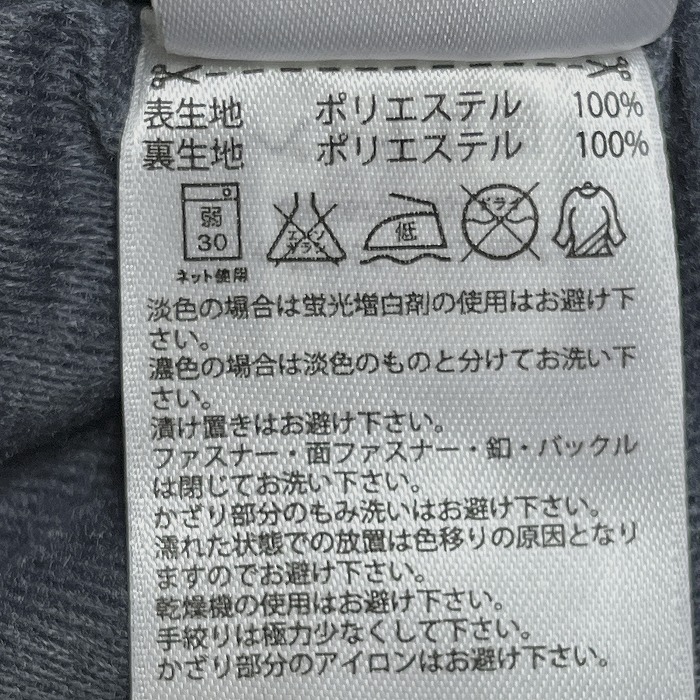 表生地 ポリエステル 100%
裏生地 ポリエステル 100%
弱
30
ネット使用
エンソ
サラシ
低
ドライ
淡色の場合は蛍光増白剤の使用はお避け下
さい。
濃色の場合は淡色のものと分けてお洗い下
さい。
漬け置きはお避け下さい。
ファスナー・面ファスナー・釦・バックル
は閉じてお洗い下さい。
かざり部分のもみ洗いはお避け下さい。
濡れた状態での放置は色移りの原因となり
ますのでお避け下さい。
乾燥機の使用はお避け下さい。
手絞りは極力少なくして下さい。
かざり部分のアイロンはお避け下さい。